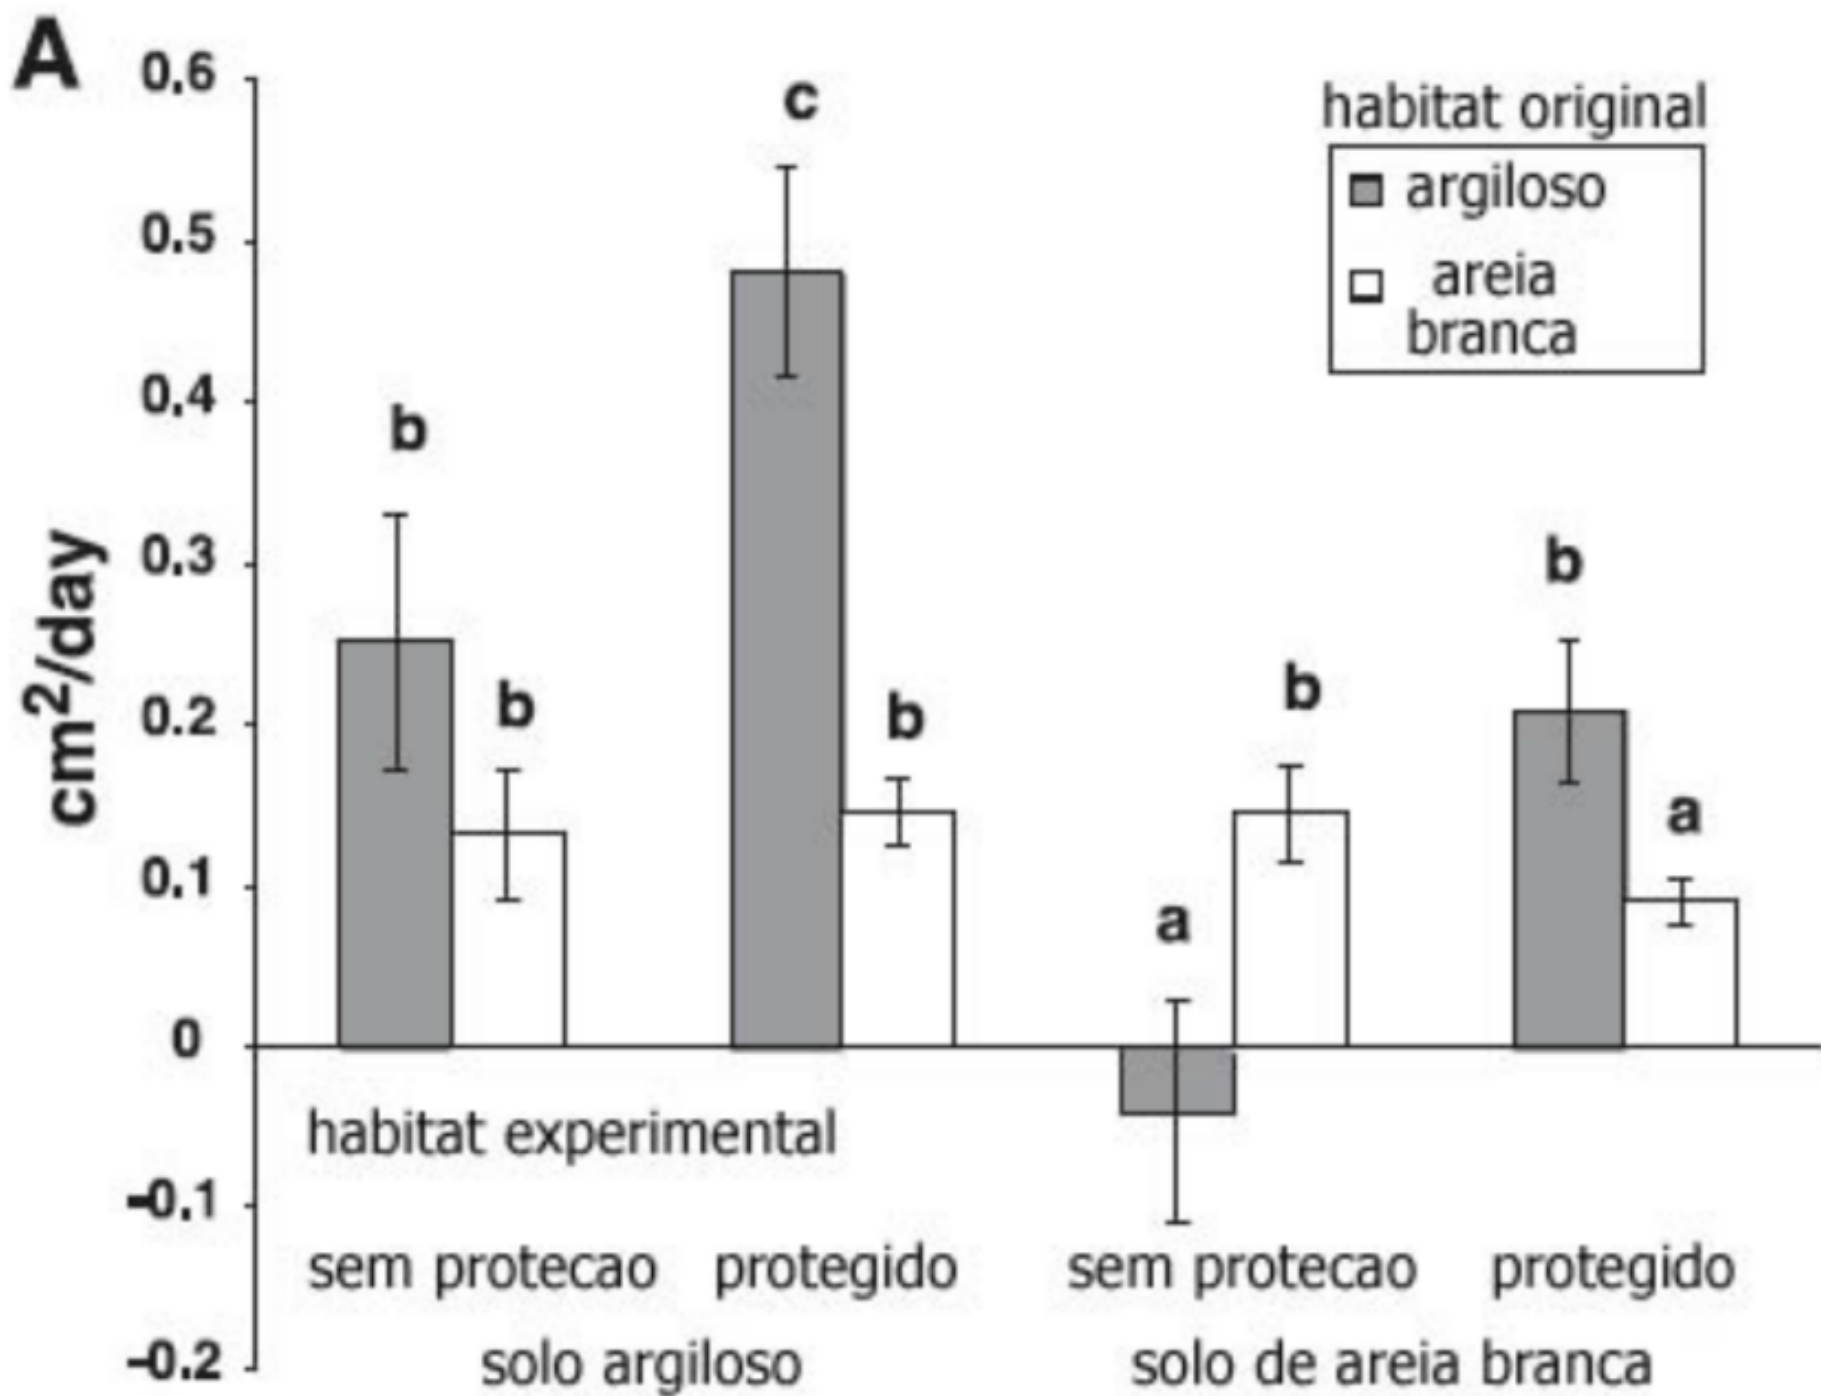 A
0.6
0.5
0.4
0.3
0.2
0.1
0
-0.1
-0.2
cm²/day
b
b
c
b
a
b
b
a
habitat original
argiloso
areia
branca
habitat experimental
sem protecao protegido sem protecao protegido
solo argiloso solo de areia branca